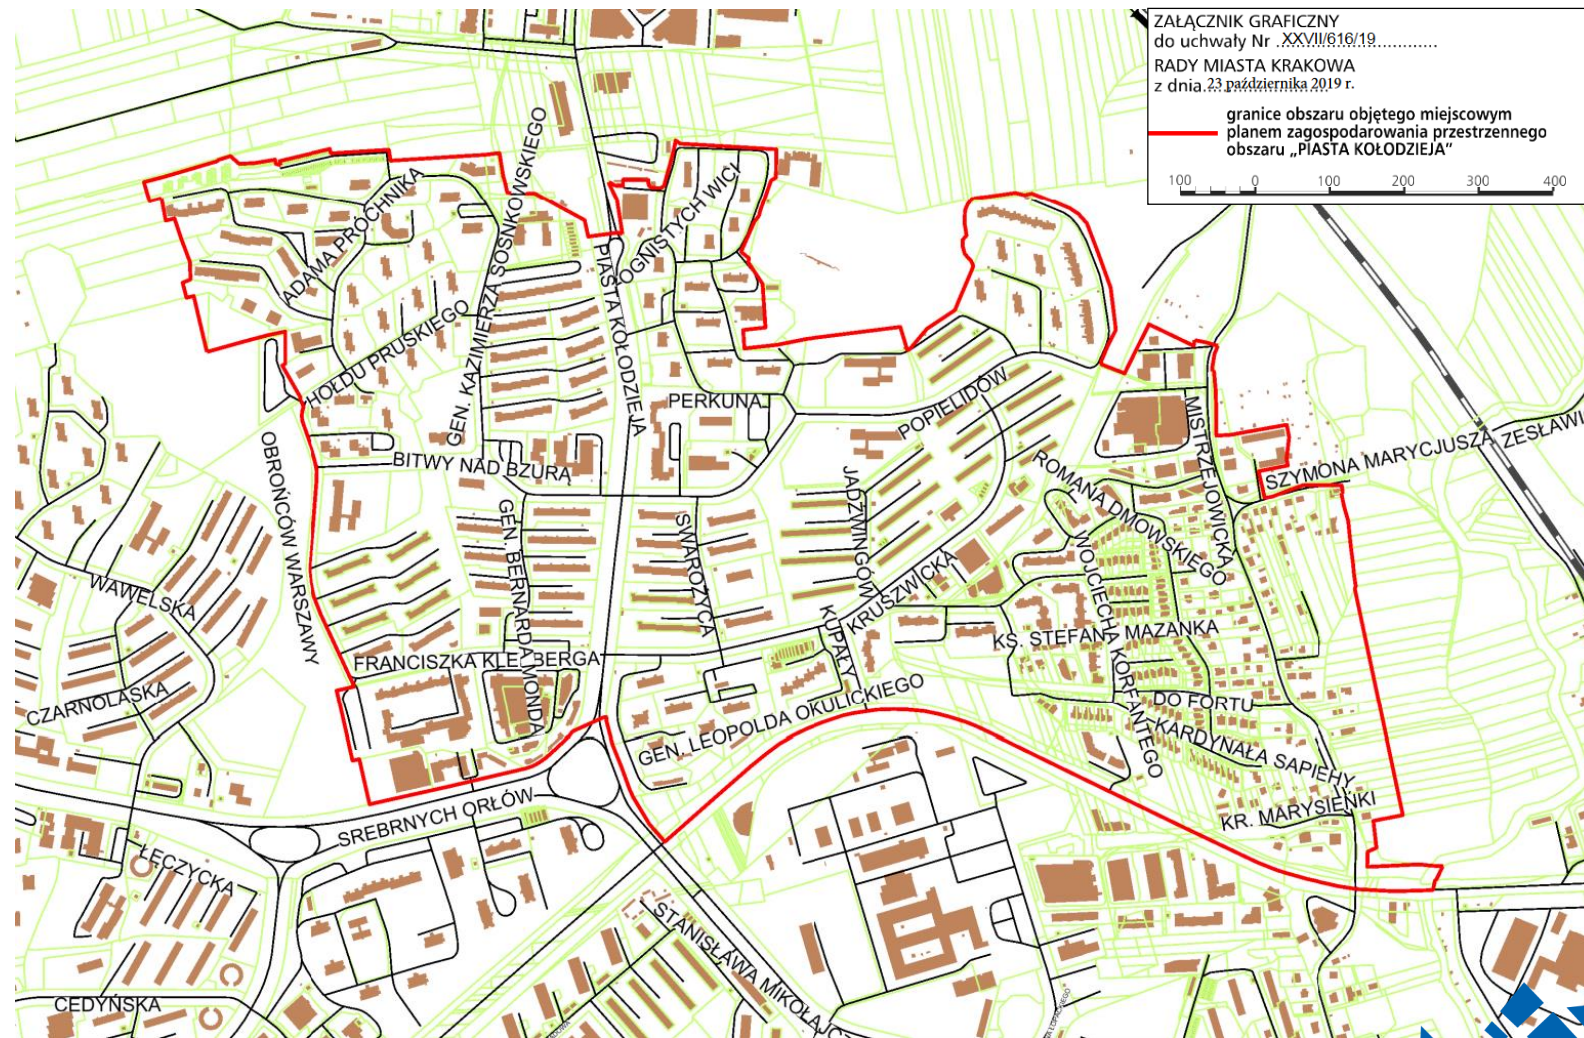 ZAŁĄCZNIK GRAFICZNY
do uchwały Nr .XXVII/616/19............
RADY MIASTA KRAKOWA
z dnia.23 października 2019 r.
granice obszaru objętego miejscowym
planem zagospodarowania przestrzennego
obszaru „PIASTA KOŁODZIEJA”
100 0 100 200 300 400
ADAMA PRÓCHNIKA
GEN. KAZIMIERZA SOSNKOWSKIEGO
OGNISTYCH WICI
PIASTA KOŁODZIEJA
HOŁDU PRUSKIEGO
PERKUNA
POPIELIDÓW
MISTRZEJOWICKA
SZYMONA MARYCJUSZA
ZESŁAWI
OBROŃCÓW WARSZAWY
BITWY NAD BZURĄ
JADŹWINGÓW
ROMANA DMOWSKIEGO
GEN. BERNARDA MONDA
SWAROŻYCA
WOJCIECHA KORFANTEGO
KRUSZWICKA
WAWELSKA
KUPAŁY
KS. STEFANA MAZANKA
FRANCISZKA KLEEBERGA
CZARNOLASKA
GEN. LEOPOLDA OKULICKIEGO
DO FORTU
KARDYNAŁA SAPIEHY
KR. MARYSIEŃKI
SREBRNYCH ORŁÓW
ŁĘCZYCKA
STANISŁAWA MIKOŁAJCZ
CEDYŃSKA